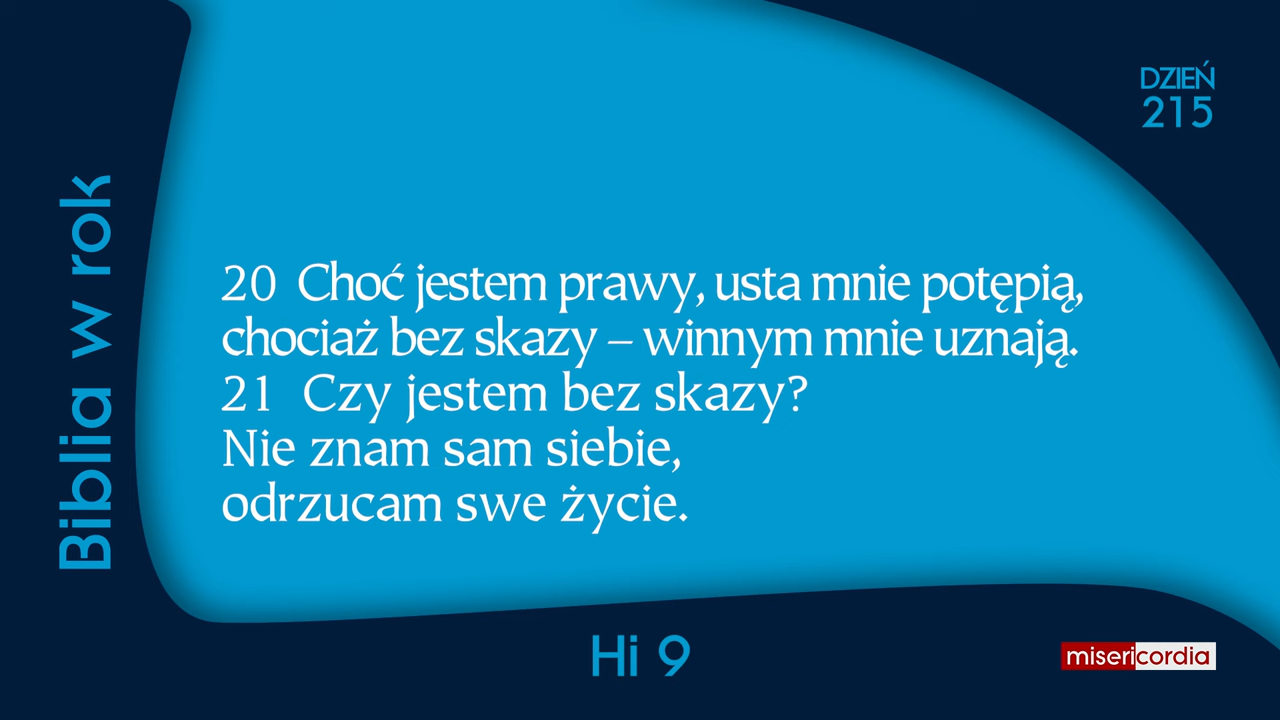 DZIEŃ
215
Biblia w rok
20 Choć jestem prawy, usta mnie potępią,
chociaż bez skazy – winnym mnie uznają.
21 Czy jestem bez skazy?
Nie znam sam siebie,
odrzucam swe życie.
Hi 9
misericordia